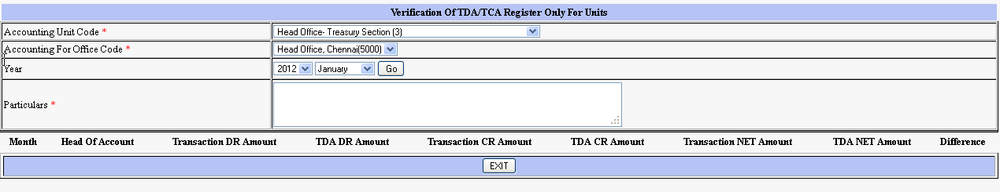 Verification Of TDA/TCA Register Only For Units
Accounting Unit Code * Head Office- Treasury Section (3)
Accounting For Office Code * Head Office, Chennai(5000)
Year 2012 January Go
Particulars *
Month Head Of Account Transaction DR Amount TDA DR Amount Transaction CR Amount TDA CR Amount Transaction NET Amount TDA NET Amount Difference
EXIT